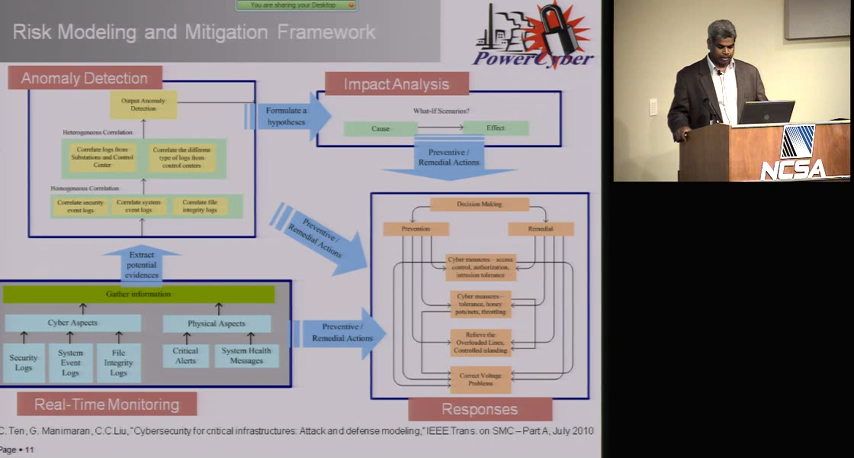 You are sharing your Desktop
Risk Modeling and Mitigation Framework
PowerCyber
Anomaly Detection
Output Anomaly
Detection
Heterogeneous Correlation:
Correlate logs from
Substations and Control
Center
Correlate the different
type of logs from
control centers
Homogeneous Correlation:
Correlate security
event logs
Correlate system
event logs
Correlate file
integrity logs
Formulate a
hypotheses
Impact Analysis
What-If Scenarios?
Cause
Effect
Preventive /
Remedial Actions
Preventive /
Remedial Actions
Extract
potential
evidences
Gather information
Cyber Aspects
Physical Aspects
Security
Logs
System
Event
Logs
File
Integrity
Logs
Critical
Alerts
System Health
Messages
Real-Time Monitoring
Preventive /
Remedial Actions
Decision Making
Prevention
Remedial
Cyber measures – access
control, authorization,
intrusion tolerance
Cyber measures –
tolerance, honey
pots/nets, throttling
Relieve the
Overloaded Lines,
Controlled islanding
Correct Voltage
Problems
Responses
C. Ten, G. Manimaran, C.C.Liu, "Cybersecurity for critical infrastructures: Attack and defense modeling," IEEE Trans. on SMC – Part A, July 2010
Page ▪ 11
NCSA